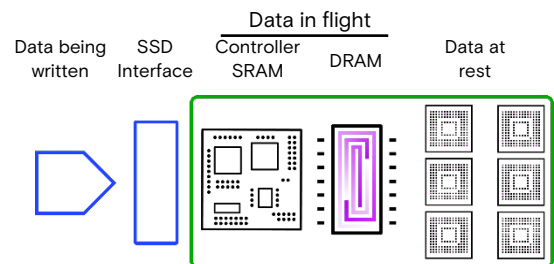 Data in flight
Data being
written
SSD
Interface
Controller
SRAM
DRAM
Data at
rest